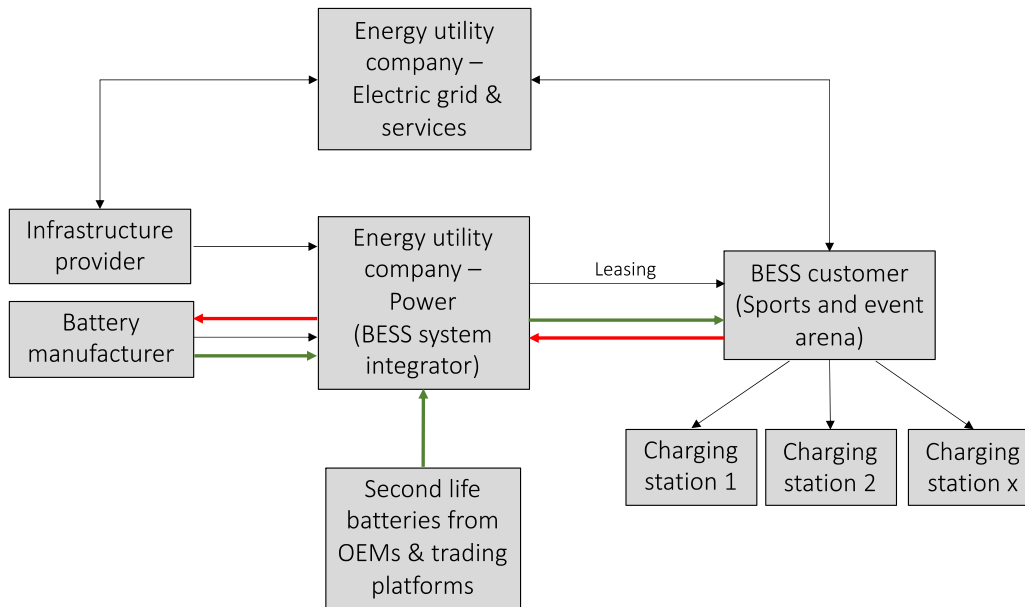 Energy utility
company –
Electric grid &
services
Infrastructure
provider
Energy utility
company –
Power
(BESS system
integrator)
Leasing
BESS customer
(Sports and event
arena)
Battery
manufacturer
Charging
station 1
Charging
station 2
Charging
station x
Second life
batteries from
OEMs & trading
platforms